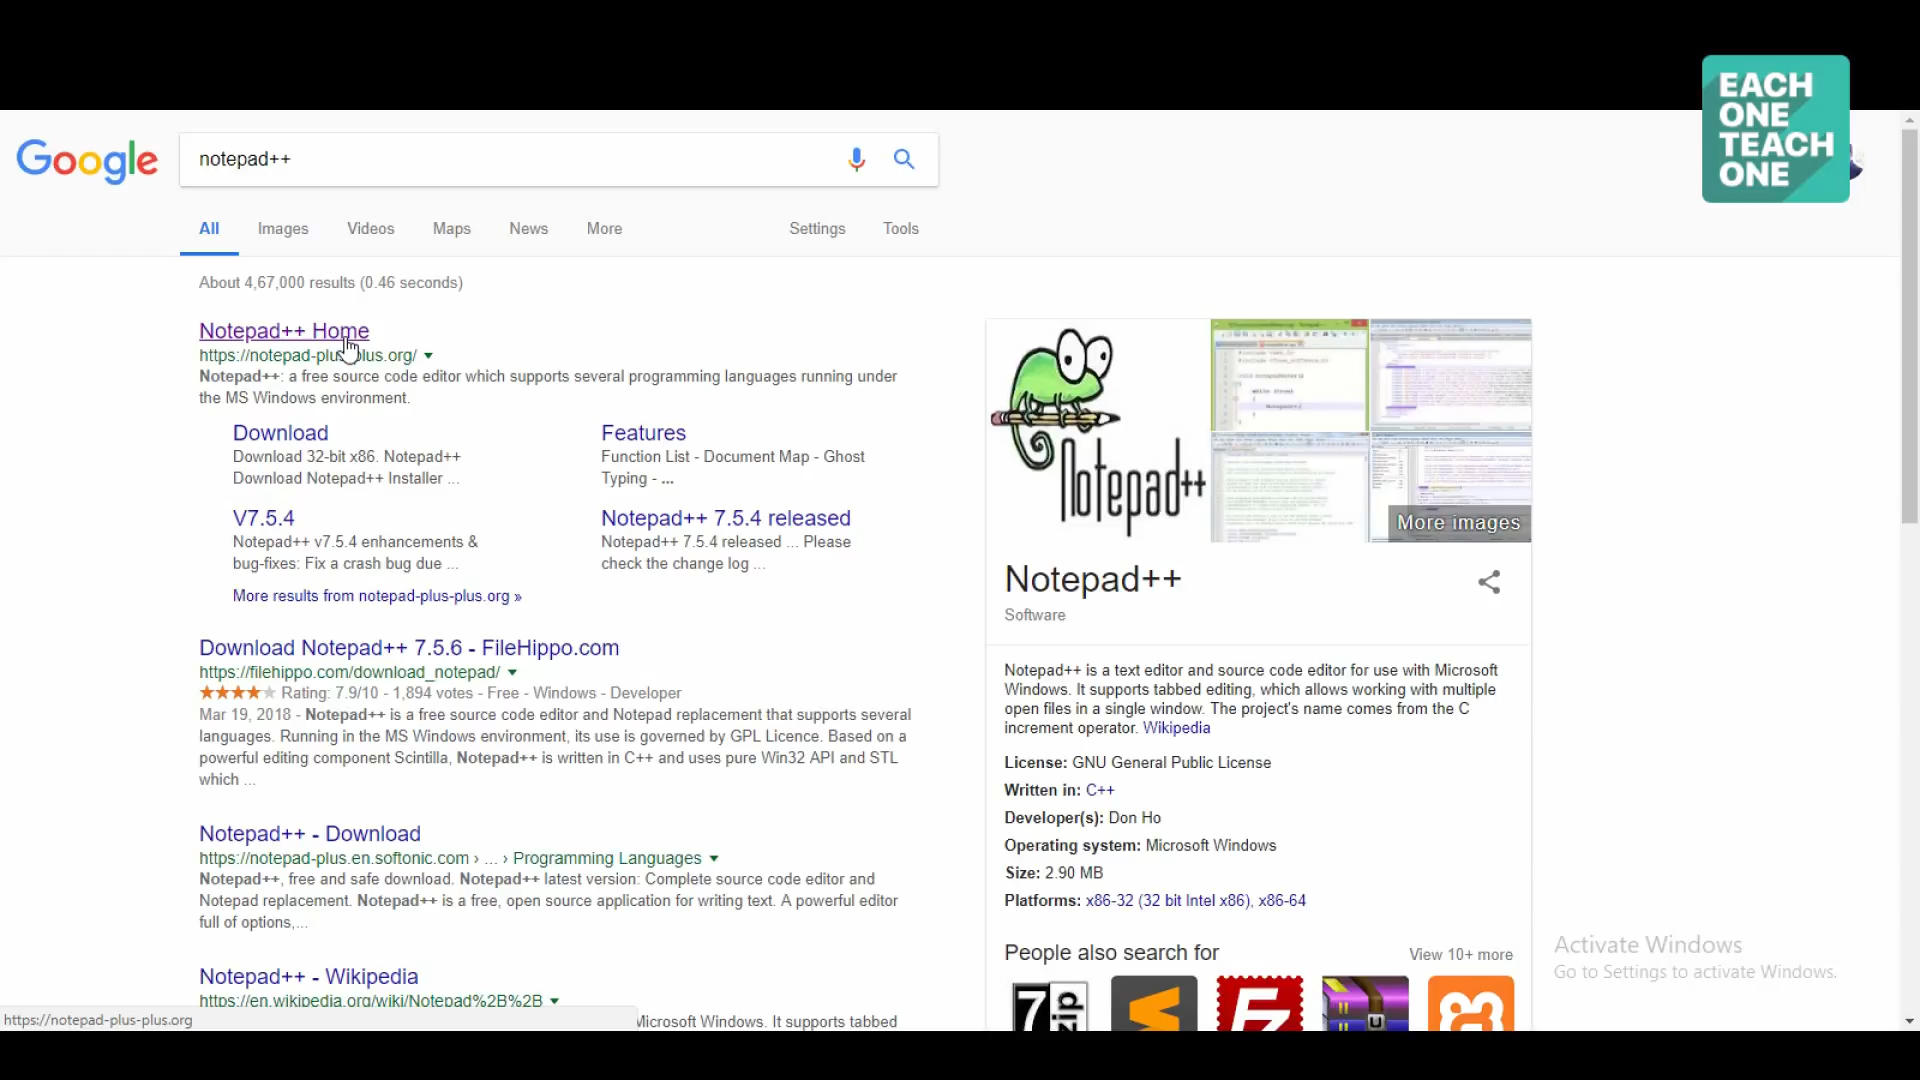 EACH
ONE
TEACH
ONE
Google
notepad++
All
Images
Videos
Maps
News
More
Settings
Tools
About 4,67,000 results (0.46 seconds)
Notepad++ Home
https://notepad-plus-plus.org/
Notepad++: a free source code editor which supports several programming languages running under
the MS Windows environment.
Download
Download 32-bit x86. Notepad++
Download Notepad++ Installer ...
Features
Function List - Document Map - Ghost
Typing - ...
V7.5.4
Notepad++ v7.5.4 enhancements &
bug-fixes: Fix a crash bug due ...
Notepad++ 7.5.4 released
Notepad++ 7.5.4 released ... Please
check the change log ...
More results from notepad-plus-plus.org »
Download Notepad++ 7.5.6 - FileHippo.com
https://filehippo.com/download_notepad/
Rating: 7.9/10 - 1,894 votes - Free - Windows - Developer
Mar 19, 2018 - Notepad++ is a free source code editor and Notepad replacement that supports several
languages. Running in the MS Windows environment, its use is governed by GPL Licence. Based on a
powerful editing component Scintilla, Notepad++ is written in C++ and uses pure Win32 API and STL
which ...
Notepad++ - Download
https://notepad-plus.en.softonic.com › ... › Programming Languages
Notepad++, free and safe download. Notepad++ latest version: Complete source code editor and
Notepad replacement. Notepad++ is a free, open source application for writing text. A powerful editor
full of options,...
Notepad++ - Wikipedia
https://en.wikipedia.org/wiki/Notepad%2B%2B
Microsoft Windows. It supports tabbed
https://notepad-plus-plus.org
Notepad++
More images
Notepad++
Software
Notepad++ is a text editor and source code editor for use with Microsoft
Windows. It supports tabbed editing, which allows working with multiple
open files in a single window. The project's name comes from the C
increment operator. Wikipedia
License: GNU General Public License
Written in: C++
Developer(s): Don Ho
Operating system: Microsoft Windows
Size: 2.90 MB
Platforms: x86-32 (32 bit Intel x86), x86-64
People also search for
View 10+ more
7zip
Fz
Activate Windows
Go to Settings to activate Windows.